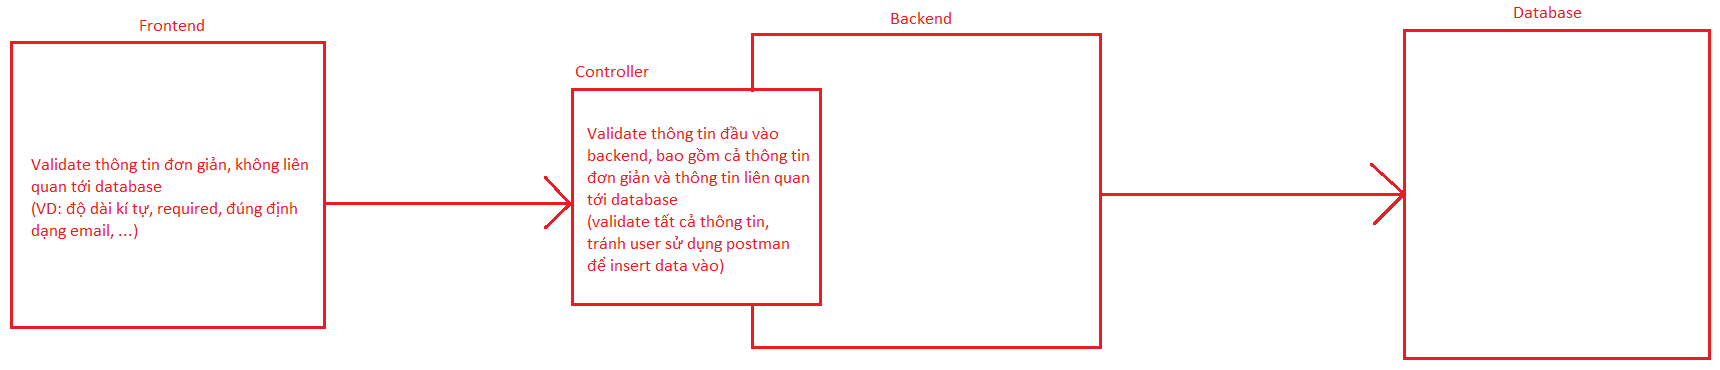 Frontend
Validate thông tin đơn giản, không liên
quan tới database
(VD: độ dài kí tự, required, đúng định
dạng email, ...)
Controller
Validate thông tin đầu vào
backend, bao gồm cả thông tin
đơn giản và thông tin liên quan
tới database
(validate tất cả thông tin,
tránh user sử dụng postman
để insert data vào)
Backend
Database